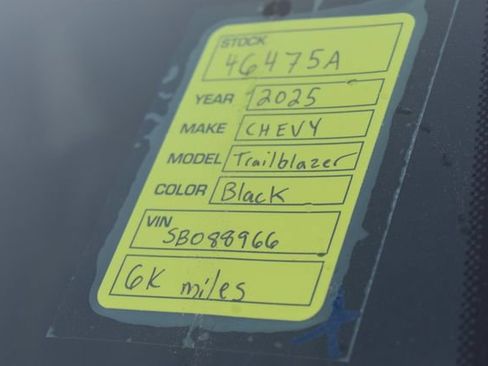 STOCK
46475A
YEAR 2025
MAKE CHEVY
MODEL Trailblazer
COLOR Black
VIN
SB088966
6K miles